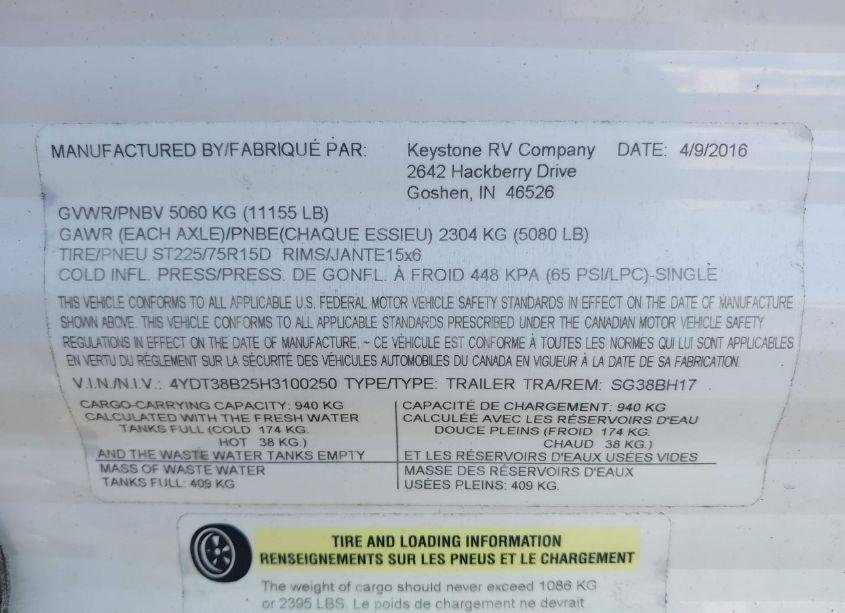 MANUFACTURED BY/FABRIQUÉ PAR: Keystone RV Company DATE: 4/9/2016
2642 Hackberry Drive
Goshen, IN 46526
GVWR/PNBV 5060 KG (11155 LB)
GAWR (EACH AXLE)/PNBE(CHAQUE ESSIEU) 2304 KG (5080 LB)
TIRE/PNEU ST225/75R15D RIMS/JANTE15x6
COLD INFL. PRESS/PRESS. DE GONFL. À FROID 448 KPA (65 PSI/LPC)-SINGLE
THIS VEHICLE CONFORMS TO ALL APPLICABLE U.S. FEDERAL MOTOR VEHICLE SAFETY STANDARDS IN EFFECT ON THE DATE OF MANUFACTURE
SHOWN ABOVE. THIS VEHICLE CONFORMS TO ALL APPLICABLE STANDARDS PRESCRIBED UNDER THE CANADIAN MOTOR VEHICLE SAFETY
REGULATIONS IN EFFECT ON THE DATE OF MANUFACTURE. ~ CE VÉHICULE EST CONFORME À TOUTES LES NORMES QUI LUI SONT APPLICABLES
EN VERTU DU RÉGLEMENT SUR LA SÉCURITÉ DES VÉHICULES AUTOMOBILES DU CANADA EN VIGUEUR À LA DATE DE SA FABRICATION.
V.I.N./N.I.V.: 4YDT38B25H3100250 TYPE/TYPE: TRAILER TRA/REM: SG38BH17
CARGO-CARRYING CAPACITY: 940 KG
CALCULATED WITH THE FRESH WATER
TANKS FULL (COLD 174 KG.
HOT 38 KG.)
AND THE WASTE WATER TANKS EMPTY
MASS OF WASTE WATER
TANKS FULL: 409 KG
CAPACITÉ DE CHARGEMENT: 940 KG
CALCULÉE AVEC LES RÉSERVOIRS D'EAU
DOUCE PLEINS (FROID 174 KG.
CHAUD 38 KG.)
ET LES RÉSERVOIRS D'EAUX USÉES VIDES
MASSE DES RÉSERVOIRS D'EAUX
USÉES PLEINS: 409 KG.
TIRE AND LOADING INFORMATION
RENSEIGNEMENTS SUR LES PNEUS ET LE CHARGEMENT
The weight of cargo should never exceed 1086 KG
or 2395 LBS. Le poids de chargement ne devrait